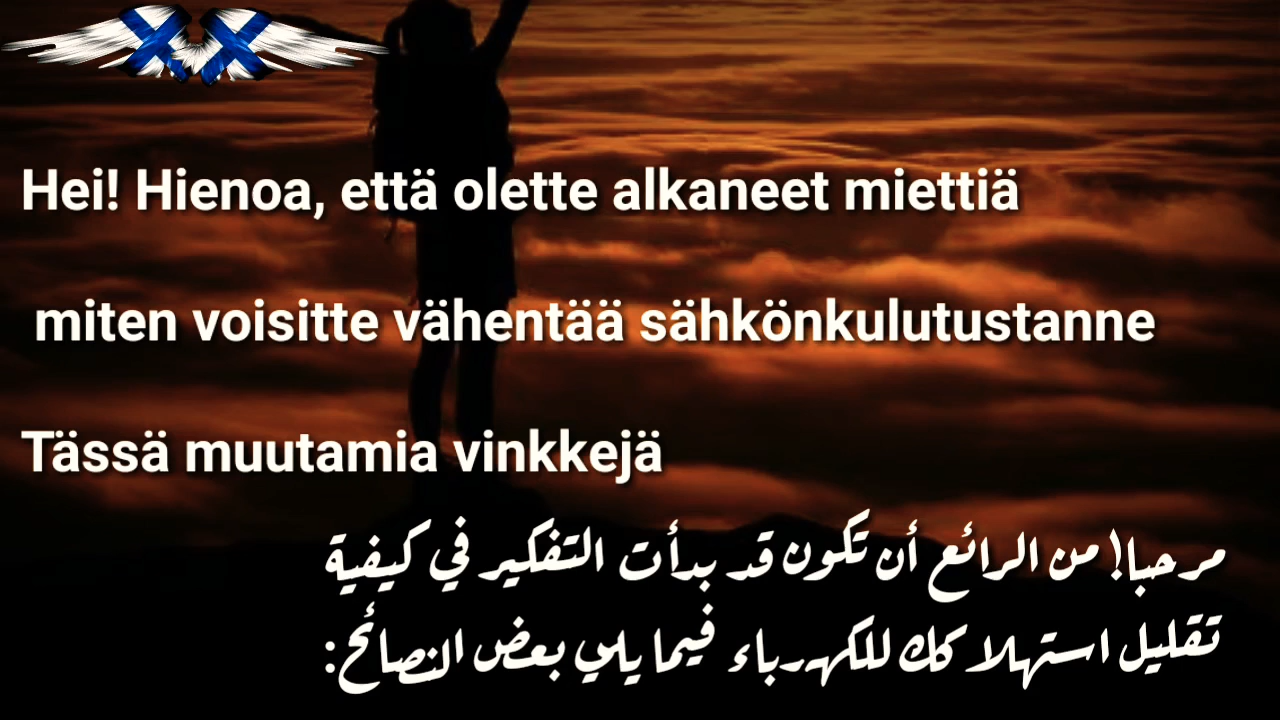 Hei! Hienoa, että olette alkaneet miettiä
miten voisitte vähentää sähkönkulutustanne
Tässä muutamia vinkkejä
مرحبا! من الرائع أن تكون قد بدأت التفكير في كيفية
تقليل استهلاكك للكهرباء فيما يلي بعض النصائح: